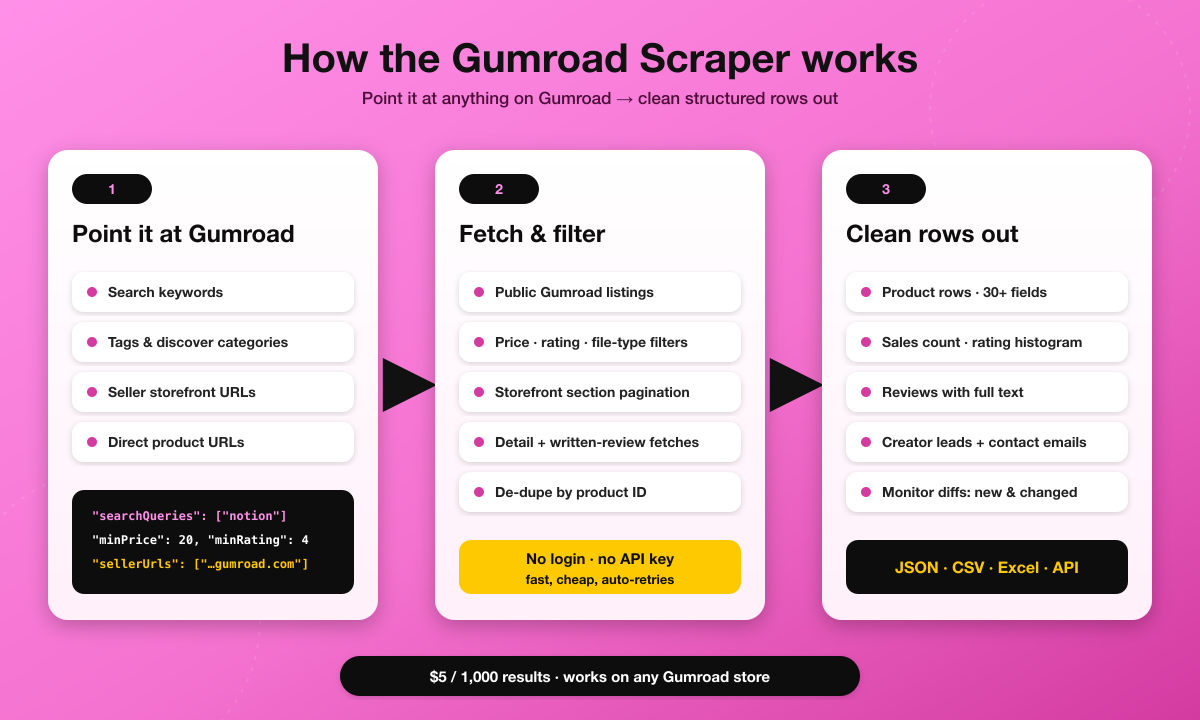 How the Gumroad Scraper works
Point it at anything on Gumroad → clean structured rows out
1
Point it at Gumroad
Search keywords
Tags & discover categories
Seller storefront URLs
Direct product URLs
"searchQueries": ["notion"]
"minPrice": 20, "minRating": 4
"sellerUrls": ["…gumroad.com"]
2
Fetch & filter
Public Gumroad listings
Price · rating · file-type filters
Storefront section pagination
Detail + written-review fetches
De-dupe by product ID
No login · no API key
fast, cheap, auto-retries
3
Clean rows out
Product rows · 30+ fields
Sales count · rating histogram
Reviews with full text
Creator leads + contact emails
Monitor diffs: new & changed
JSON · CSV · Excel · API
$5 / 1,000 results · works on any Gumroad store